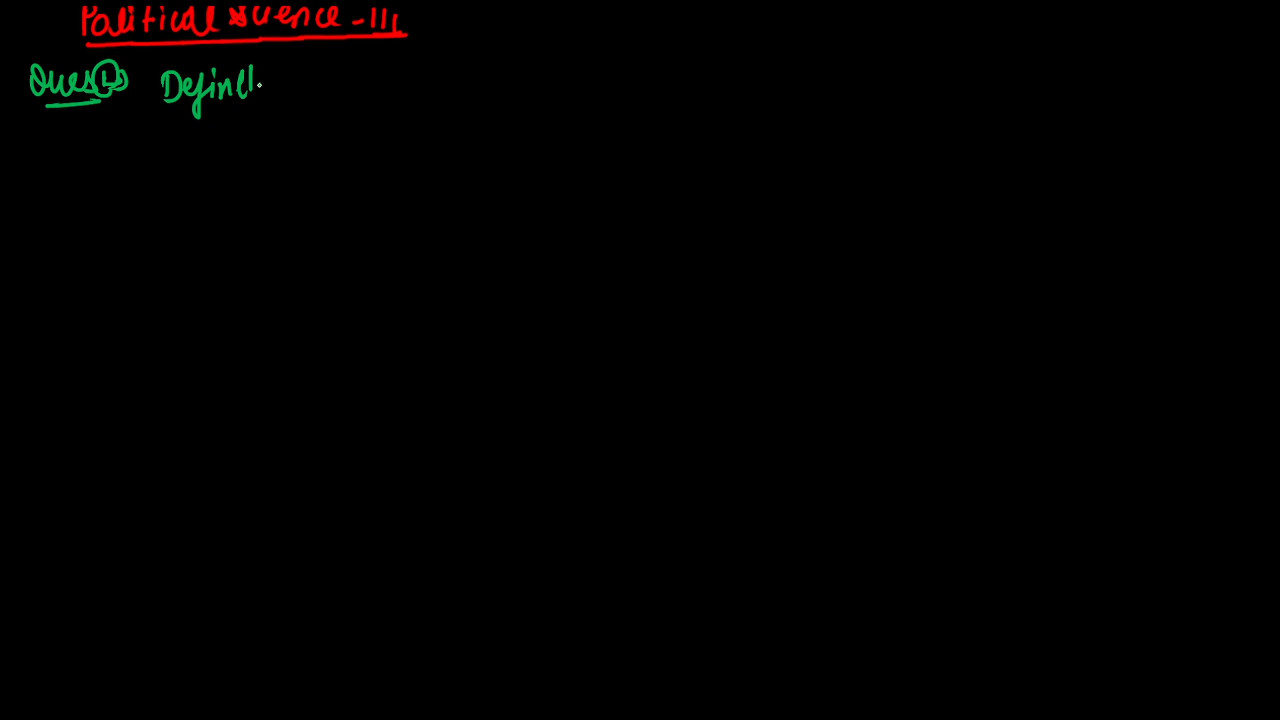 Political science - III
Ques 1) Define